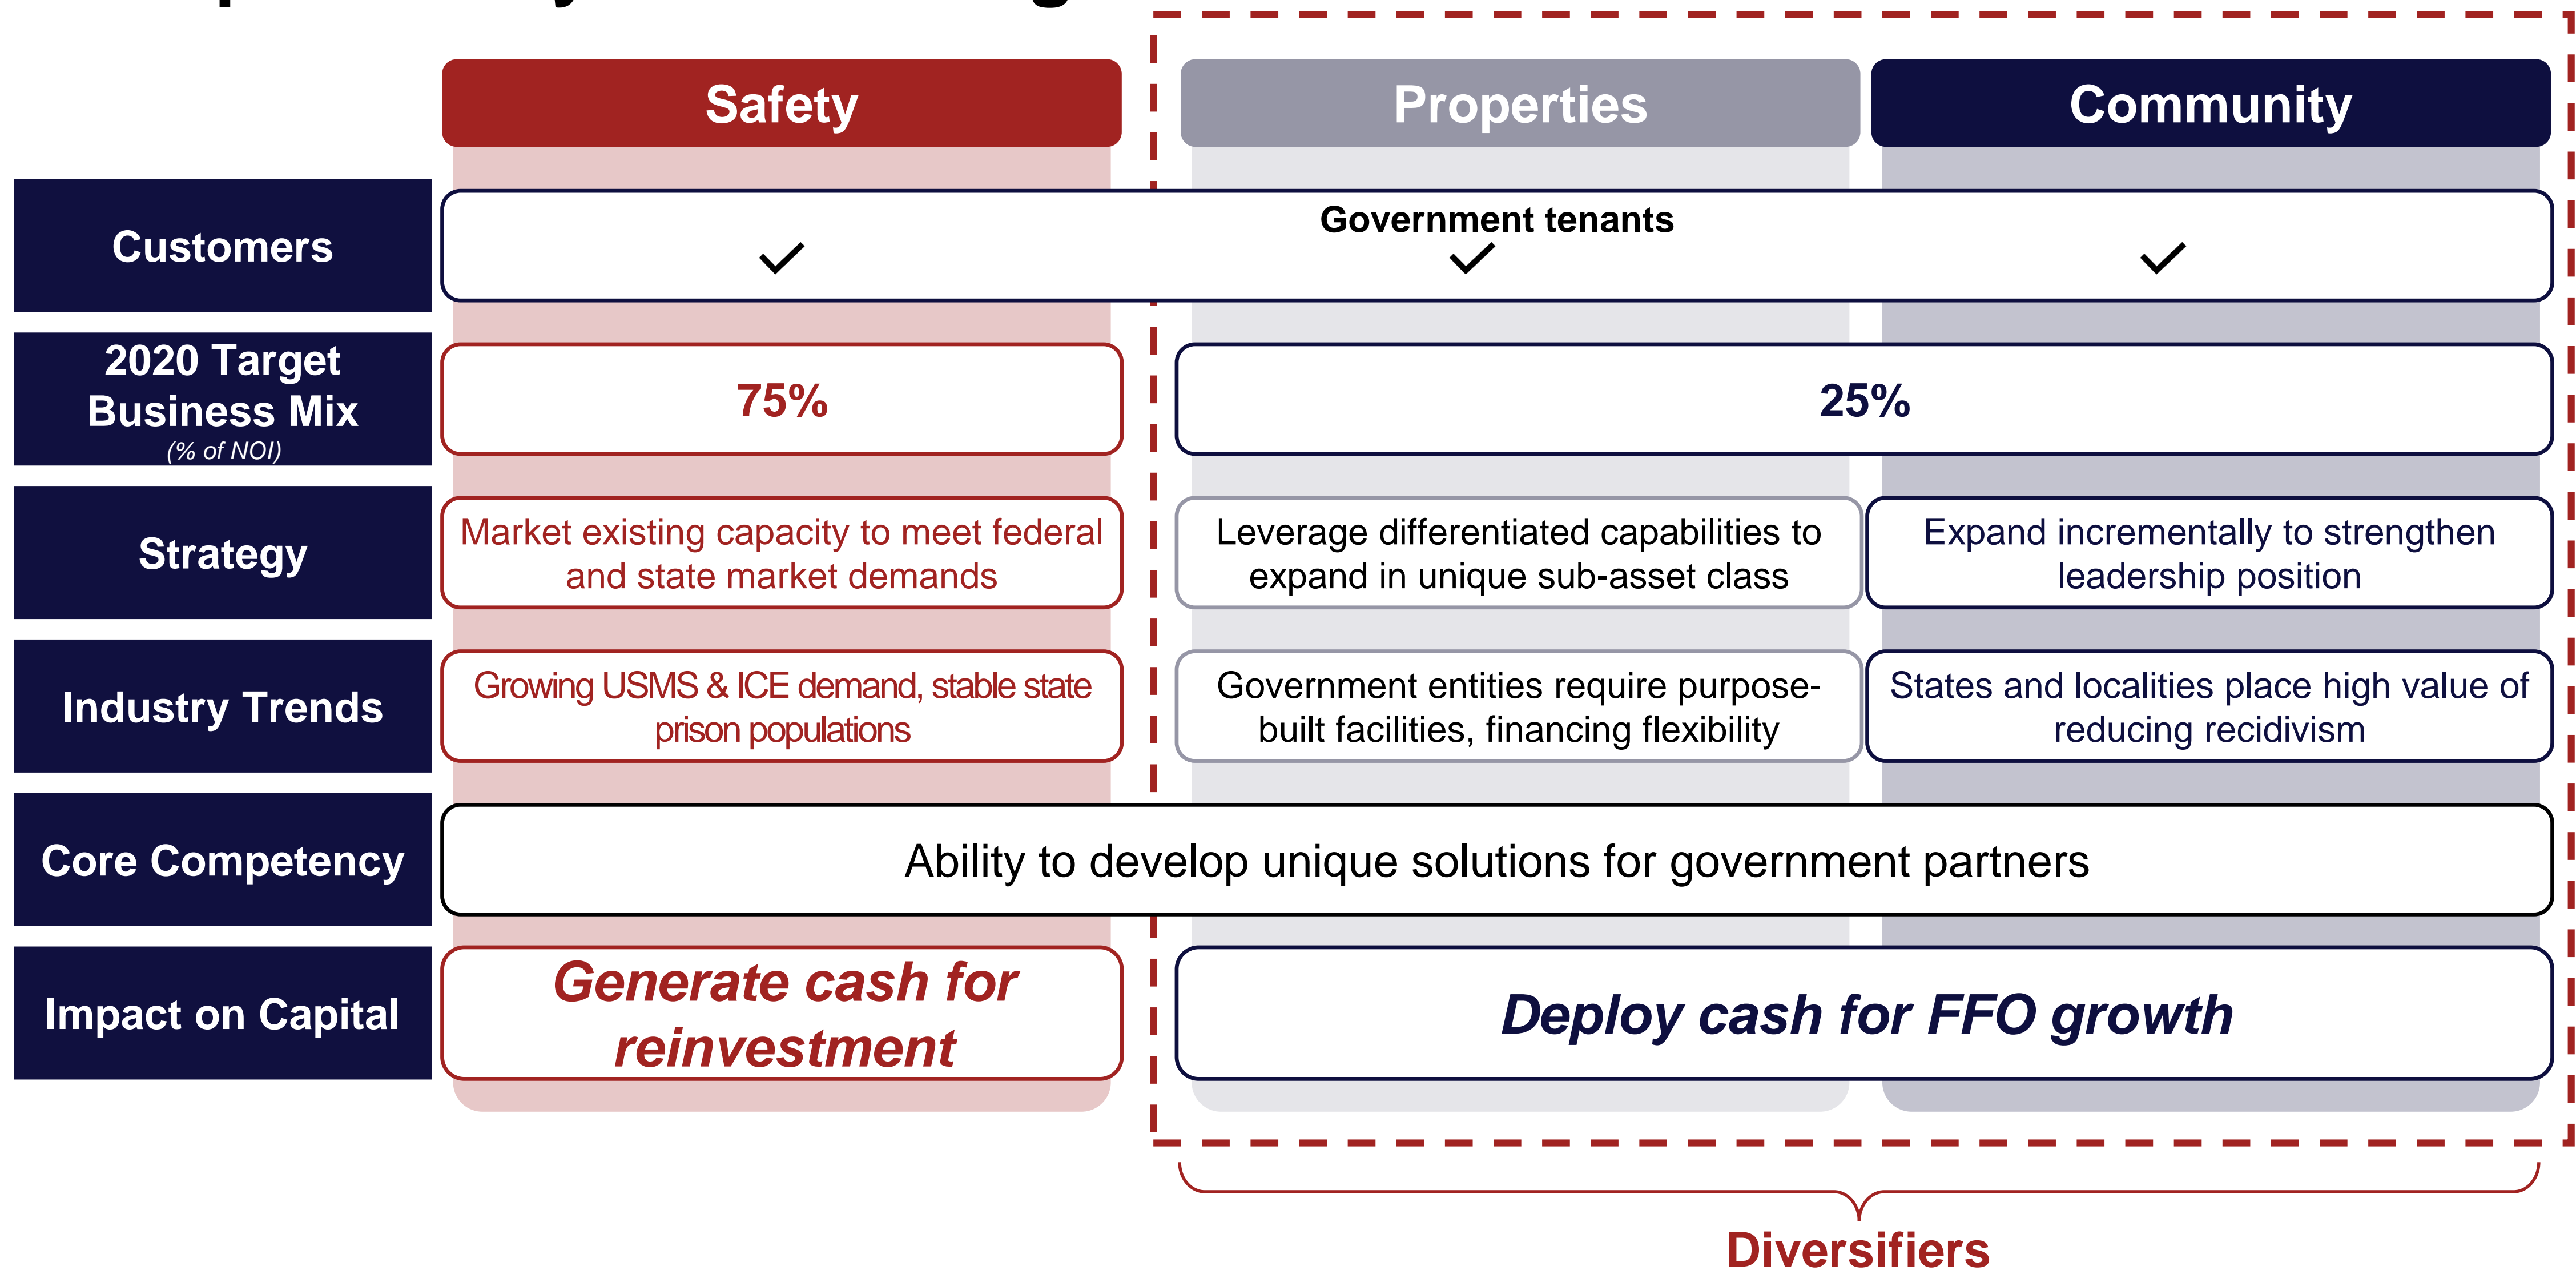 Safety
Properties
Community
Customers
Government tenants
✓ ✓ ✓
2020 Target
Business Mix
(% of NOI)
75%
25%
Strategy
Market existing capacity to meet federal
and state market demands
Leverage differentiated capabilities to
expand in unique sub-asset class
Expand incrementally to strengthen
leadership position
Industry Trends
Growing USMS & ICE demand, stable state
prison populations
Government entities require purpose-
built facilities, financing flexibility
States and localities place high value of
reducing recidivism
Core Competency
Ability to develop unique solutions for government partners
Impact on Capital
Generate cash for
reinvestment
Deploy cash for FFO growth
Diversifiers